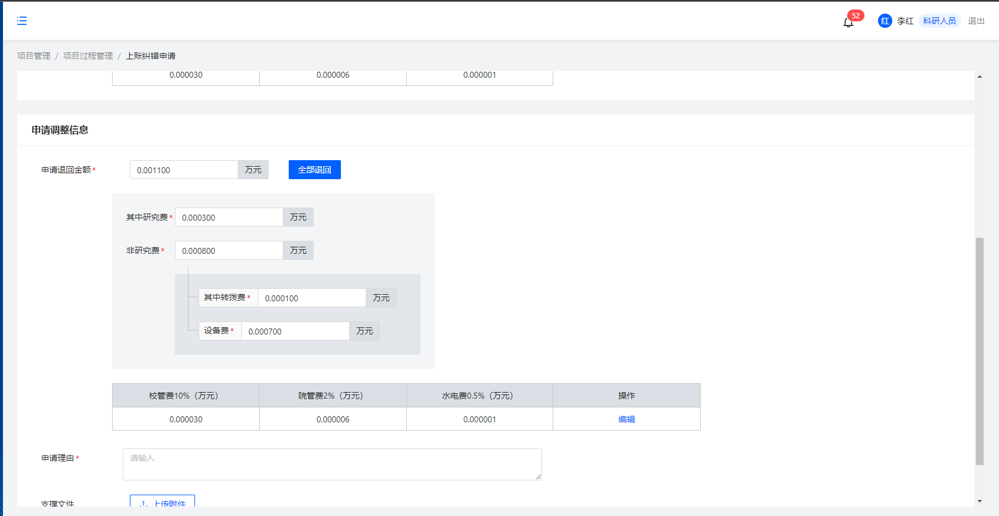 52
红 李红 科研人员 退出
项目管理 / 项目过程管理 / 上账纠错申请
0.000030 0.000006 0.000001
申请调整信息
申请退回金额* 0.001100 万元 全部退回
其中研究费* 0.000300 万元
非研究费* 0.000800 万元
其中转拨费* 0.000100 万元
设备费* 0.000700 万元
校管费10%（万元） 院管费2%（万元） 水电费0.5%（万元） 操作
0.000030 0.000006 0.000001 编辑
申请理由* 请输入
支撑文件 上传附件